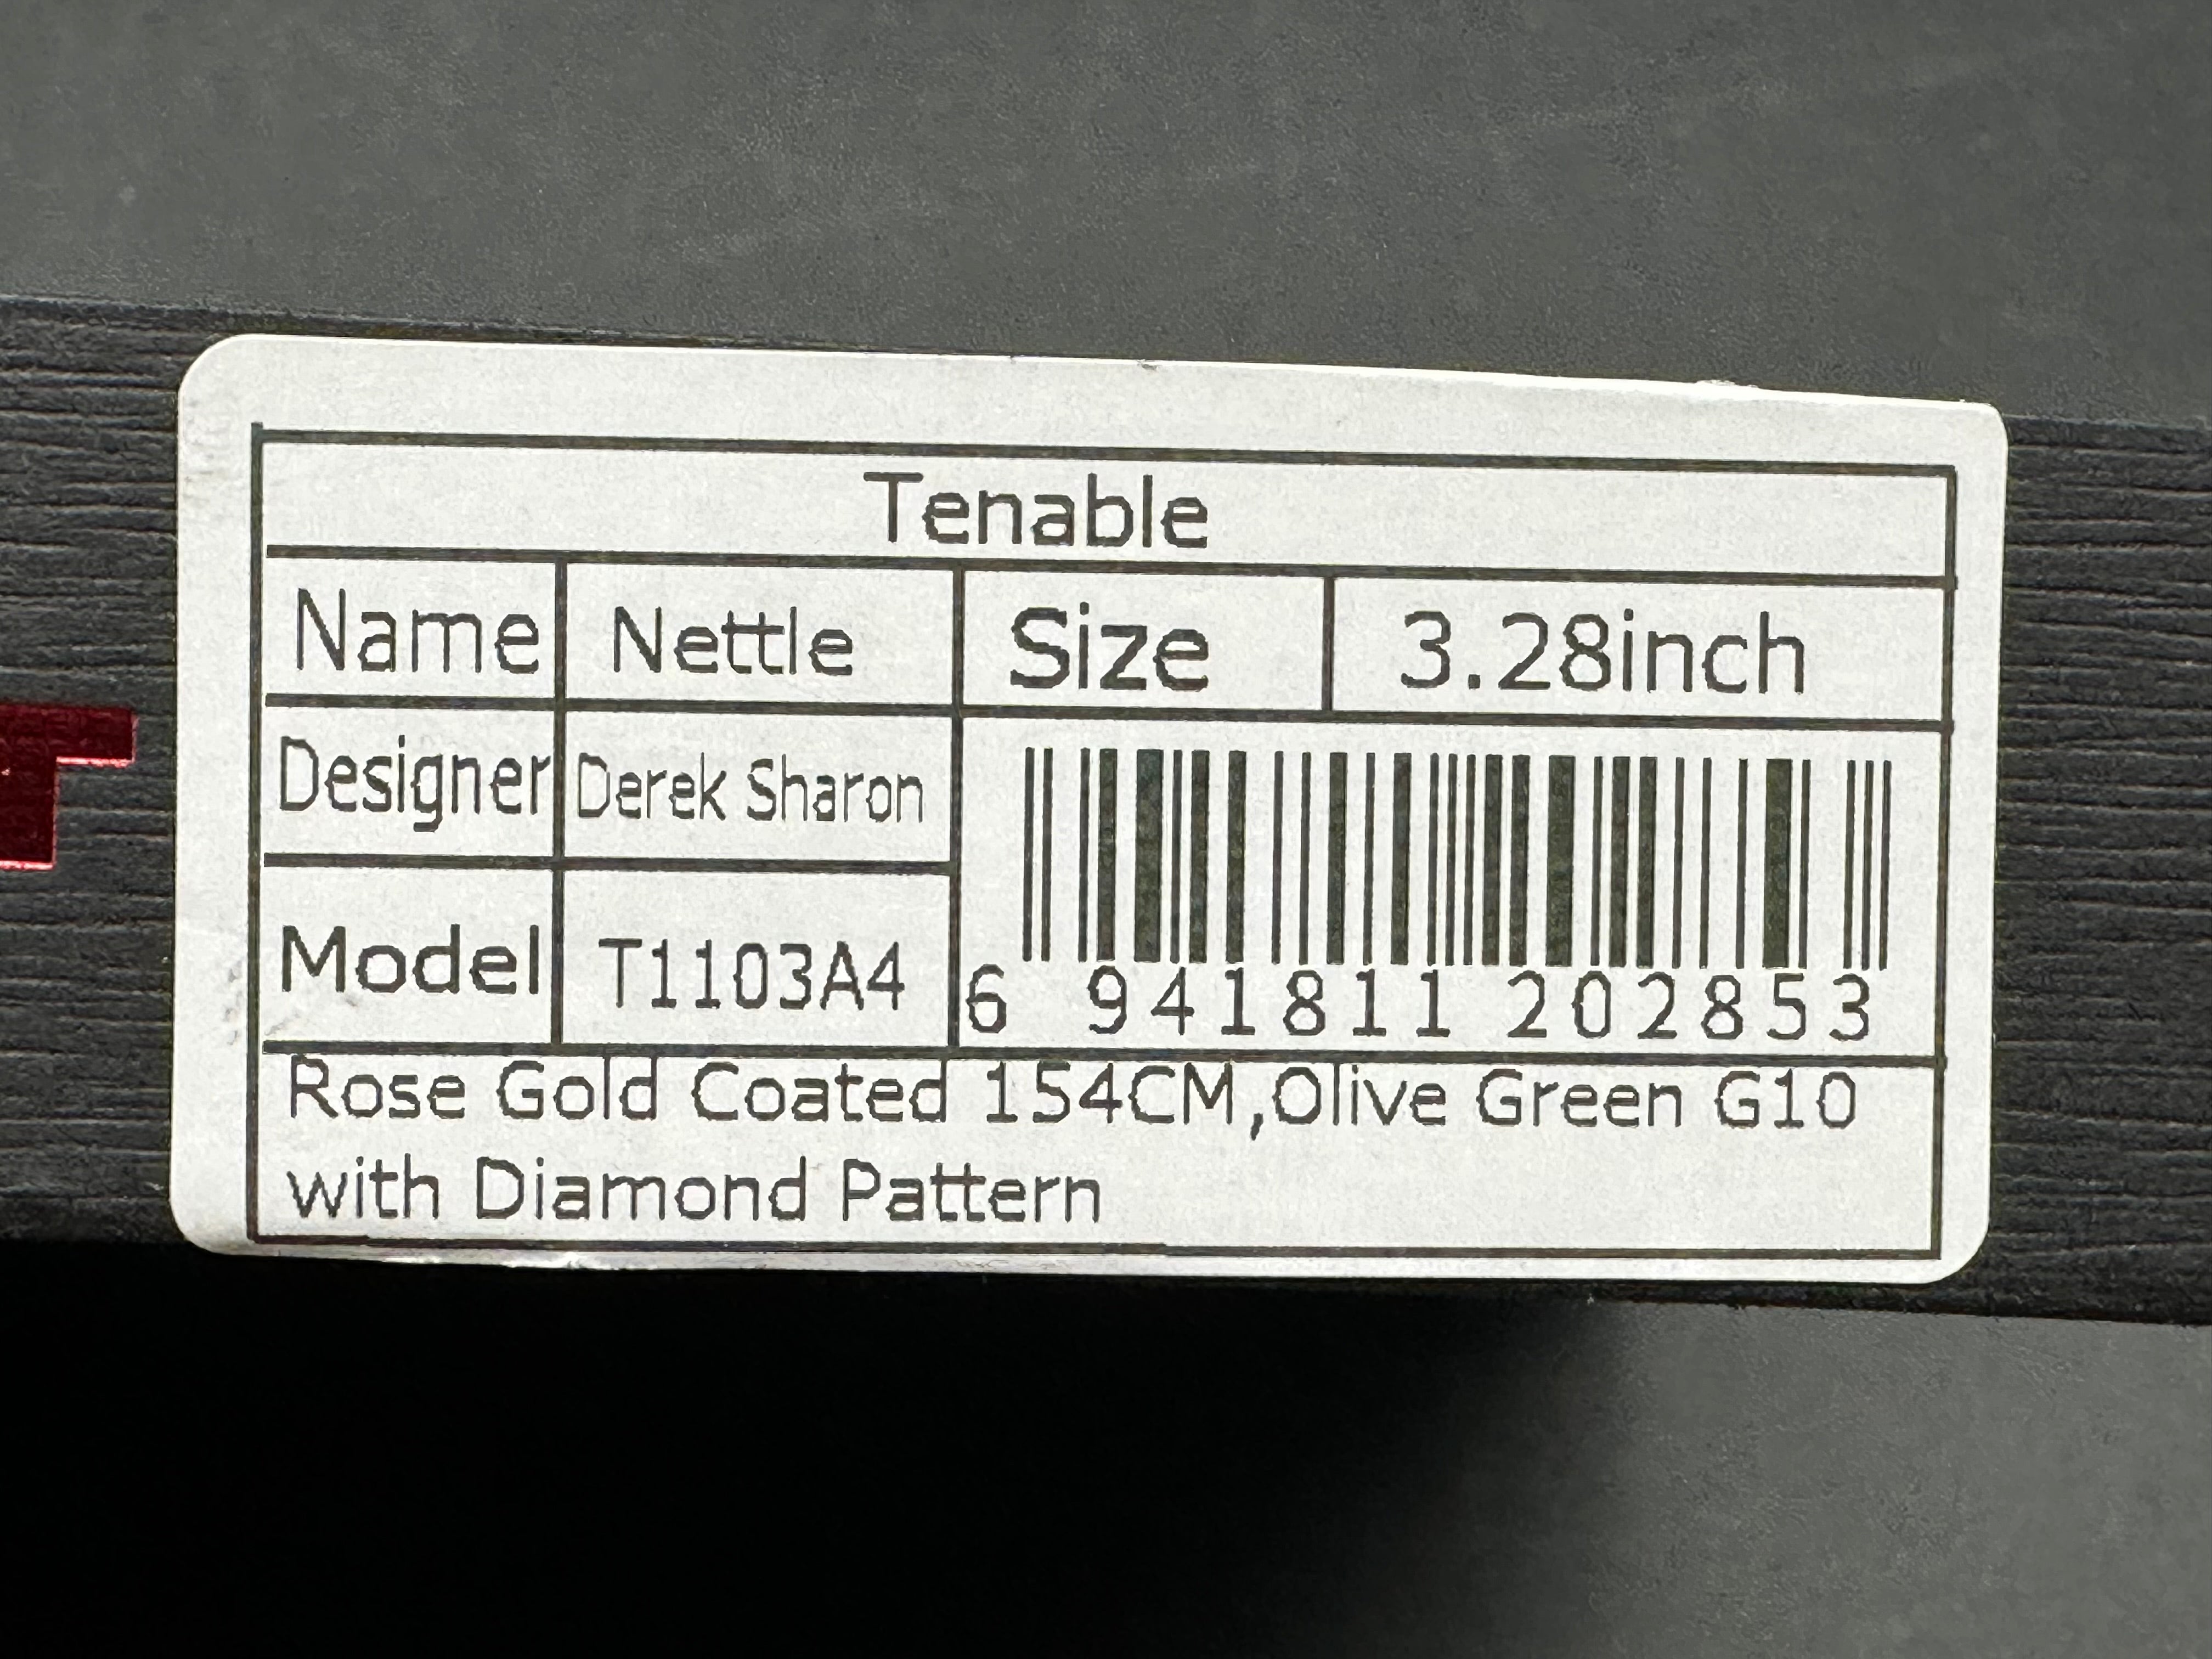 Tenable
Name Nettle Size 3.28inch
Designer Derek Sharon
Model T1103A4
6 941811 202853
Rose Gold Coated 154CM,Olive Green G10
with Diamond Pattern